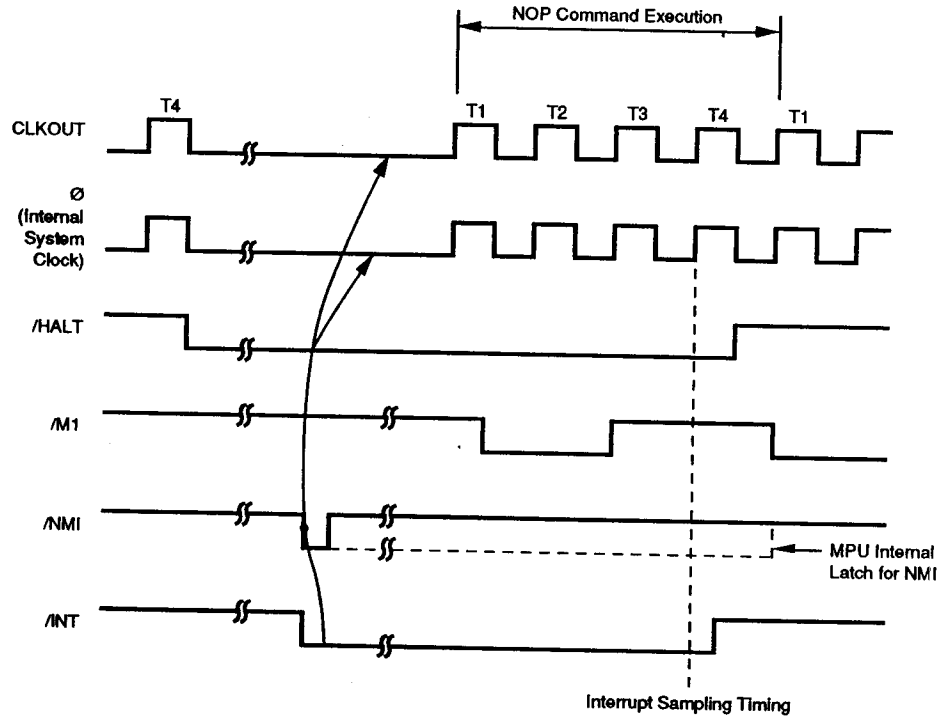 NOP Command Execution
T4 T1 T2 T3 T4 T1
CLKOUT
Ø
(Internal
System
Clock)
/HALT
/M1
/NMI
MPU Internal
Latch for NMI
/INT
Interrupt Sampling Timing